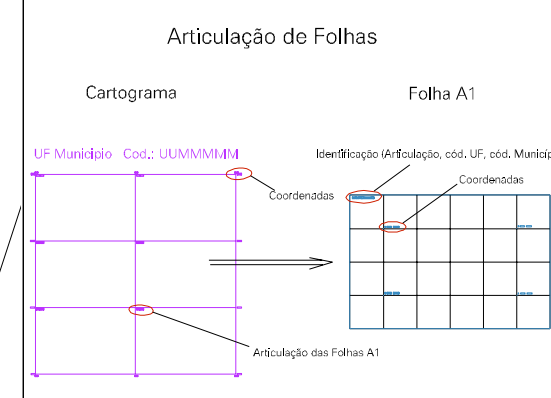 Articulação de Folhas
Cartograma
Folha A1
UF Municipio Cod.: UUMMMMM
Identificação (Articulação, cód. UF, cód. Municíp
Coordenadas
Coordenadas
Articulação das Folhas A1